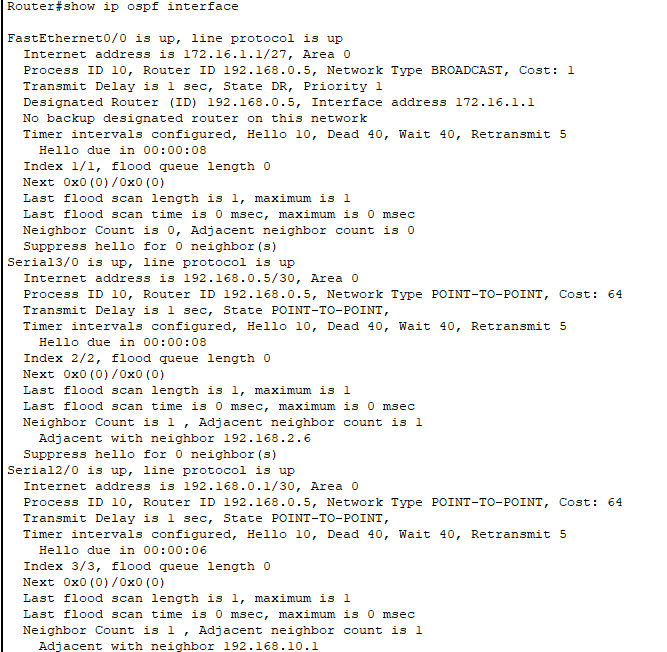 Router#show ip ospf interface
FastEthernet0/0 is up, line protocol is up
Internet address is 172.16.1.1/27, Area 0
Process ID 10, Router ID 192.168.0.5, Network Type BROADCAST, Cost: 1
Transmit Delay is 1 sec, State DR, Priority 1
Designated Router (ID) 192.168.0.5, Interface address 172.16.1.1
No backup designated router on this network
Timer intervals configured, Hello 10, Dead 40, Wait 40, Retransmit 5
Hello due in 00:00:08
Index 1/1, flood queue length 0
Next 0x0(0)/0x0(0)
Last flood scan length is 1, maximum is 1
Last flood scan time is 0 msec, maximum is 0 msec
Neighbor Count is 0, Adjacent neighbor count is 0
Suppress hello for 0 neighbor(s)
Serial3/0 is up, line protocol is up
Internet address is 192.168.0.5/30, Area 0
Process ID 10, Router ID 192.168.0.5, Network Type POINT-TO-POINT, Cost: 64
Transmit Delay is 1 sec, State POINT-TO-POINT,
Timer intervals configured, Hello 10, Dead 40, Wait 40, Retransmit 5
Hello due in 00:00:08
Index 2/2, flood queue length 0
Next 0x0(0)/0x0(0)
Last flood scan length is 1, maximum is 1
Last flood scan time is 0 msec, maximum is 0 msec
Neighbor Count is 1 , Adjacent neighbor count is 1
Adjacent with neighbor 192.168.2.6
Suppress hello for 0 neighbor(s)
Serial2/0 is up, line protocol is up
Internet address is 192.168.0.1/30, Area 0
Process ID 10, Router ID 192.168.0.5, Network Type POINT-TO-POINT, Cost: 64
Transmit Delay is 1 sec, State POINT-TO-POINT,
Timer intervals configured, Hello 10, Dead 40, Wait 40, Retransmit 5
Hello due in 00:00:06
Index 3/3, flood queue length 0
Next 0x0(0)/0x0(0)
Last flood scan length is 1, maximum is 1
Last flood scan time is 0 msec, maximum is 0 msec
Neighbor Count is 1 , Adjacent neighbor count is 1
Adjacent with neighbor 192.168.10.1